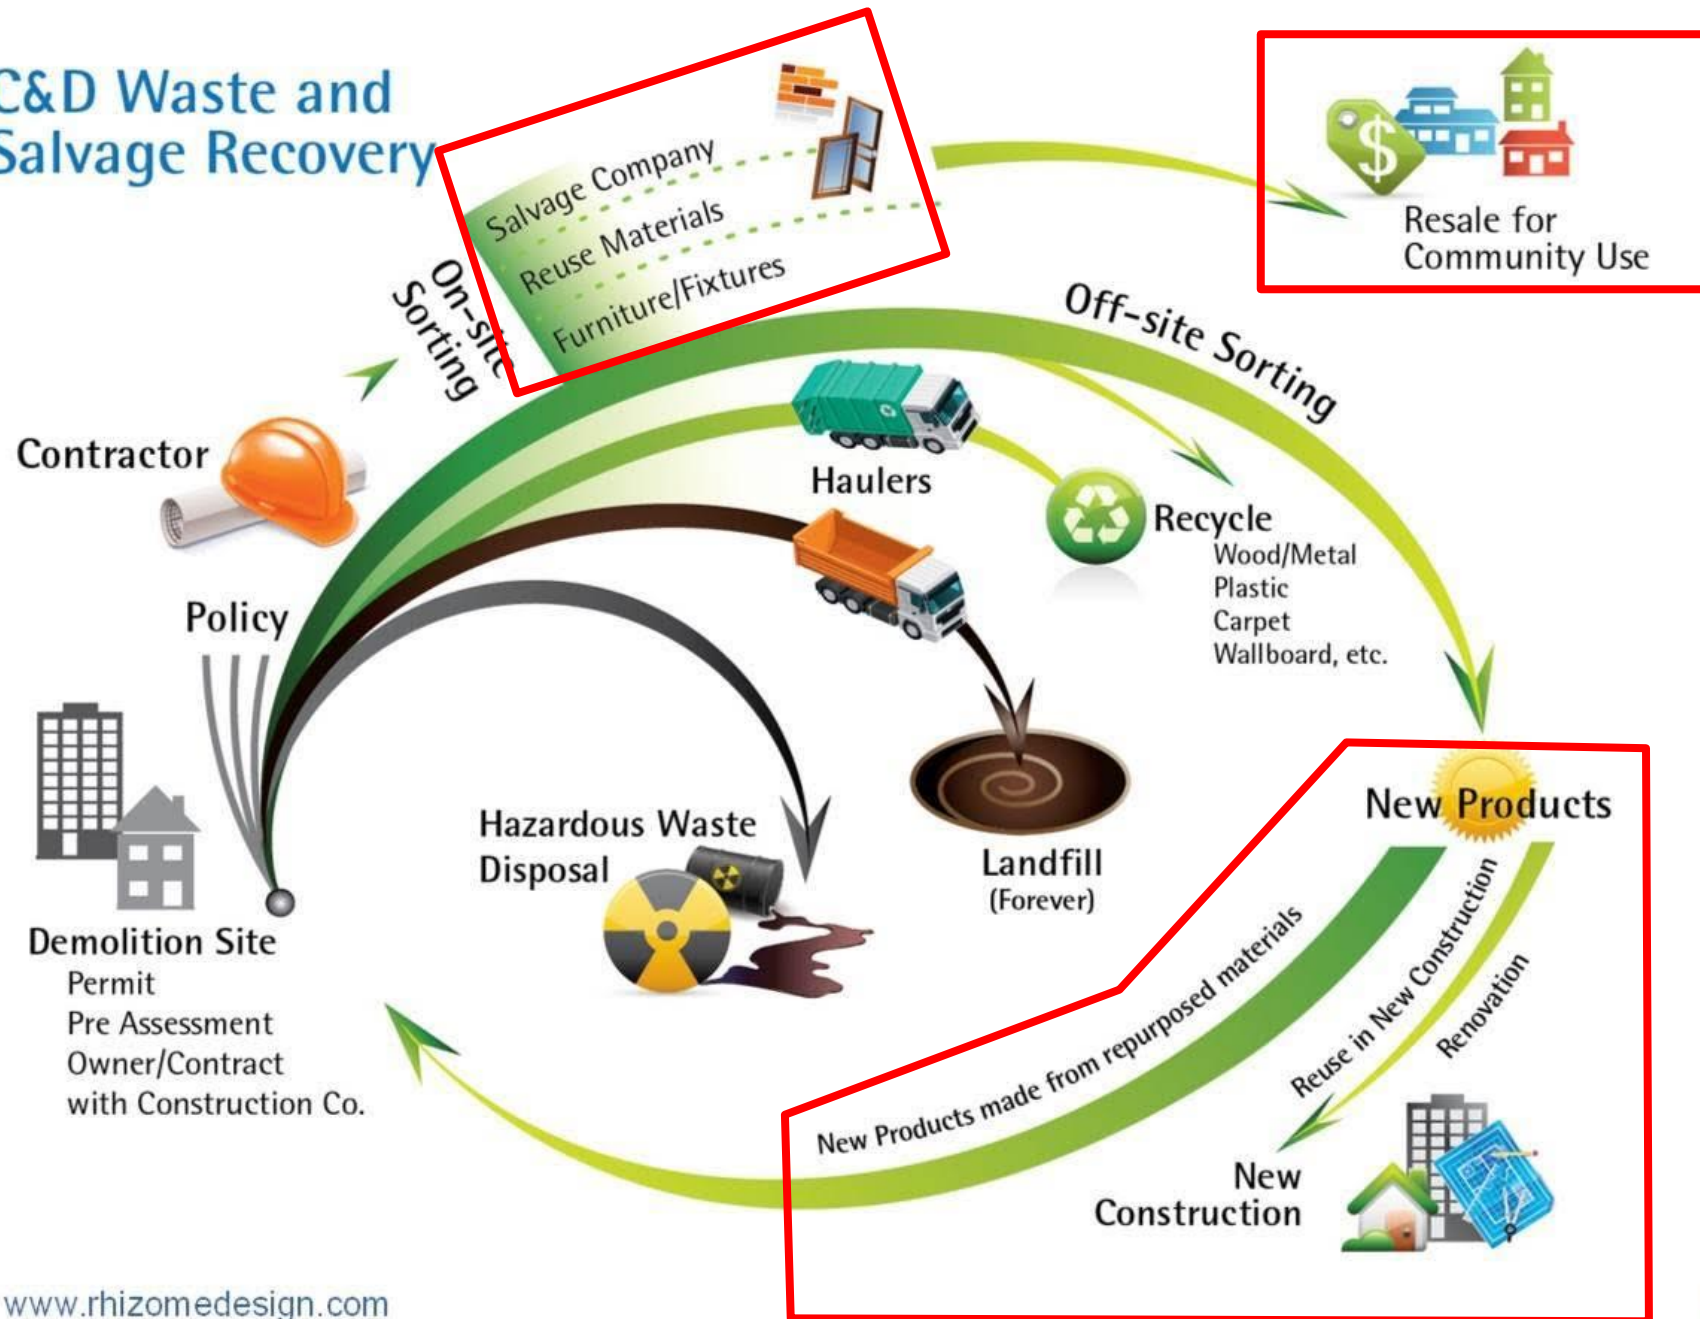 C&D Waste and
Salvage Recovery
Salvage Company
Reuse Materials
Furniture/Fixtures
On-site
Sorting
$
Resale for
Community Use
Off-site Sorting
Contractor
Haulers
Recycle
Wood/Metal
Plastic
Carpet
Wallboard, etc.
Policy
Hazardous Waste
Disposal
Landfill
(Forever)
New Products
Demolition Site
Permit
Pre Assessment
Owner/Contract
with Construction Co.
New Products made from repurposed materials
Reuse in New Construction
Renovation
New
Construction
www.rhizomedesign.com